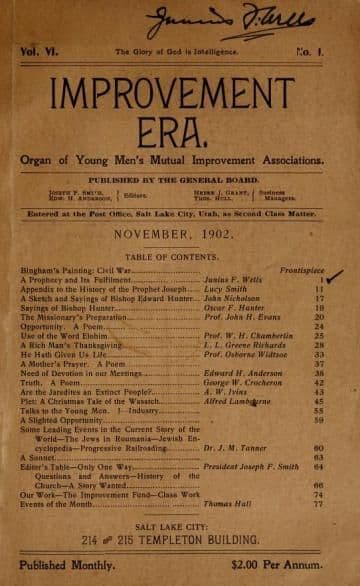 Junius F. Wells
Vol. VI. The Glory of God is Intelligence. No. 1.
IMPROVEMENT
ERA.
Organ of Young Men's Mutual Improvement Associations.
PUBLISHED BY THE GENERAL BOARD.
JOSEPH F. SMITH, EDW. H. ANDERSON, } Editors. HEBER J. GRANT, THOS. HULL, } Business Managers.
Entered at the Post Office, Salt Lake City, Utah, as Second Class Matter.
NOVEMBER, 1902.
TABLE OF CONTENTS.
Bingham's Painting: Civil War Frontispiece
A Prophecy and Its Fulfilment Junius F. Wells 1
Appendix to the History of the Prophet Joseph Lucy Smith 11
A Sketch and Sayings of Bishop Edward Hunter John Nicholson 17
Sayings of Bishop Hunter Oscar F. Hunter 18
The Missionary's Preparation Prof. John H. Evans 20
Opportunity. A Poem 24
Use of the Word Elohim Prof. W. H. Chamberlin 25
A Rich Man's Thanksgiving L. L. Greene Richards 28
He Hath Given Us Life Prof. Osborne Widtsoe 33
A Mother's Prayer. A Poem 37
Need of Devotion in our Meetings Edward H. Anderson 38
Truth. A Poem George W. Crocheron 42
Are the Jaredites an Extinct People? A. W. Ivins 43
Piet: A Christmas Tale of the Wasatch Alfred Lambourne 45
Talks to the Young Men. I—Industry 55
A Slighted Opportunity 59
Some Leading Events in the Current Story of the
World—The Jews in Roumania—Jewish En-
cyclopedia—Progressive Railroading Dr. J. M. Tanner 60
A Sonnet 63
Editor's Table—Only One Way President Joseph F. Smith 64
Questions and Answers—History of the
Church—A Story Wanted 66
Our Work—The Improvement Fund—Class Work 74
Events of the Month Thomas Hull 77
SALT LAKE CITY:
214 and 215 TEMPLETON BUILDING.
Published Monthly. $2.00 Per Annum.